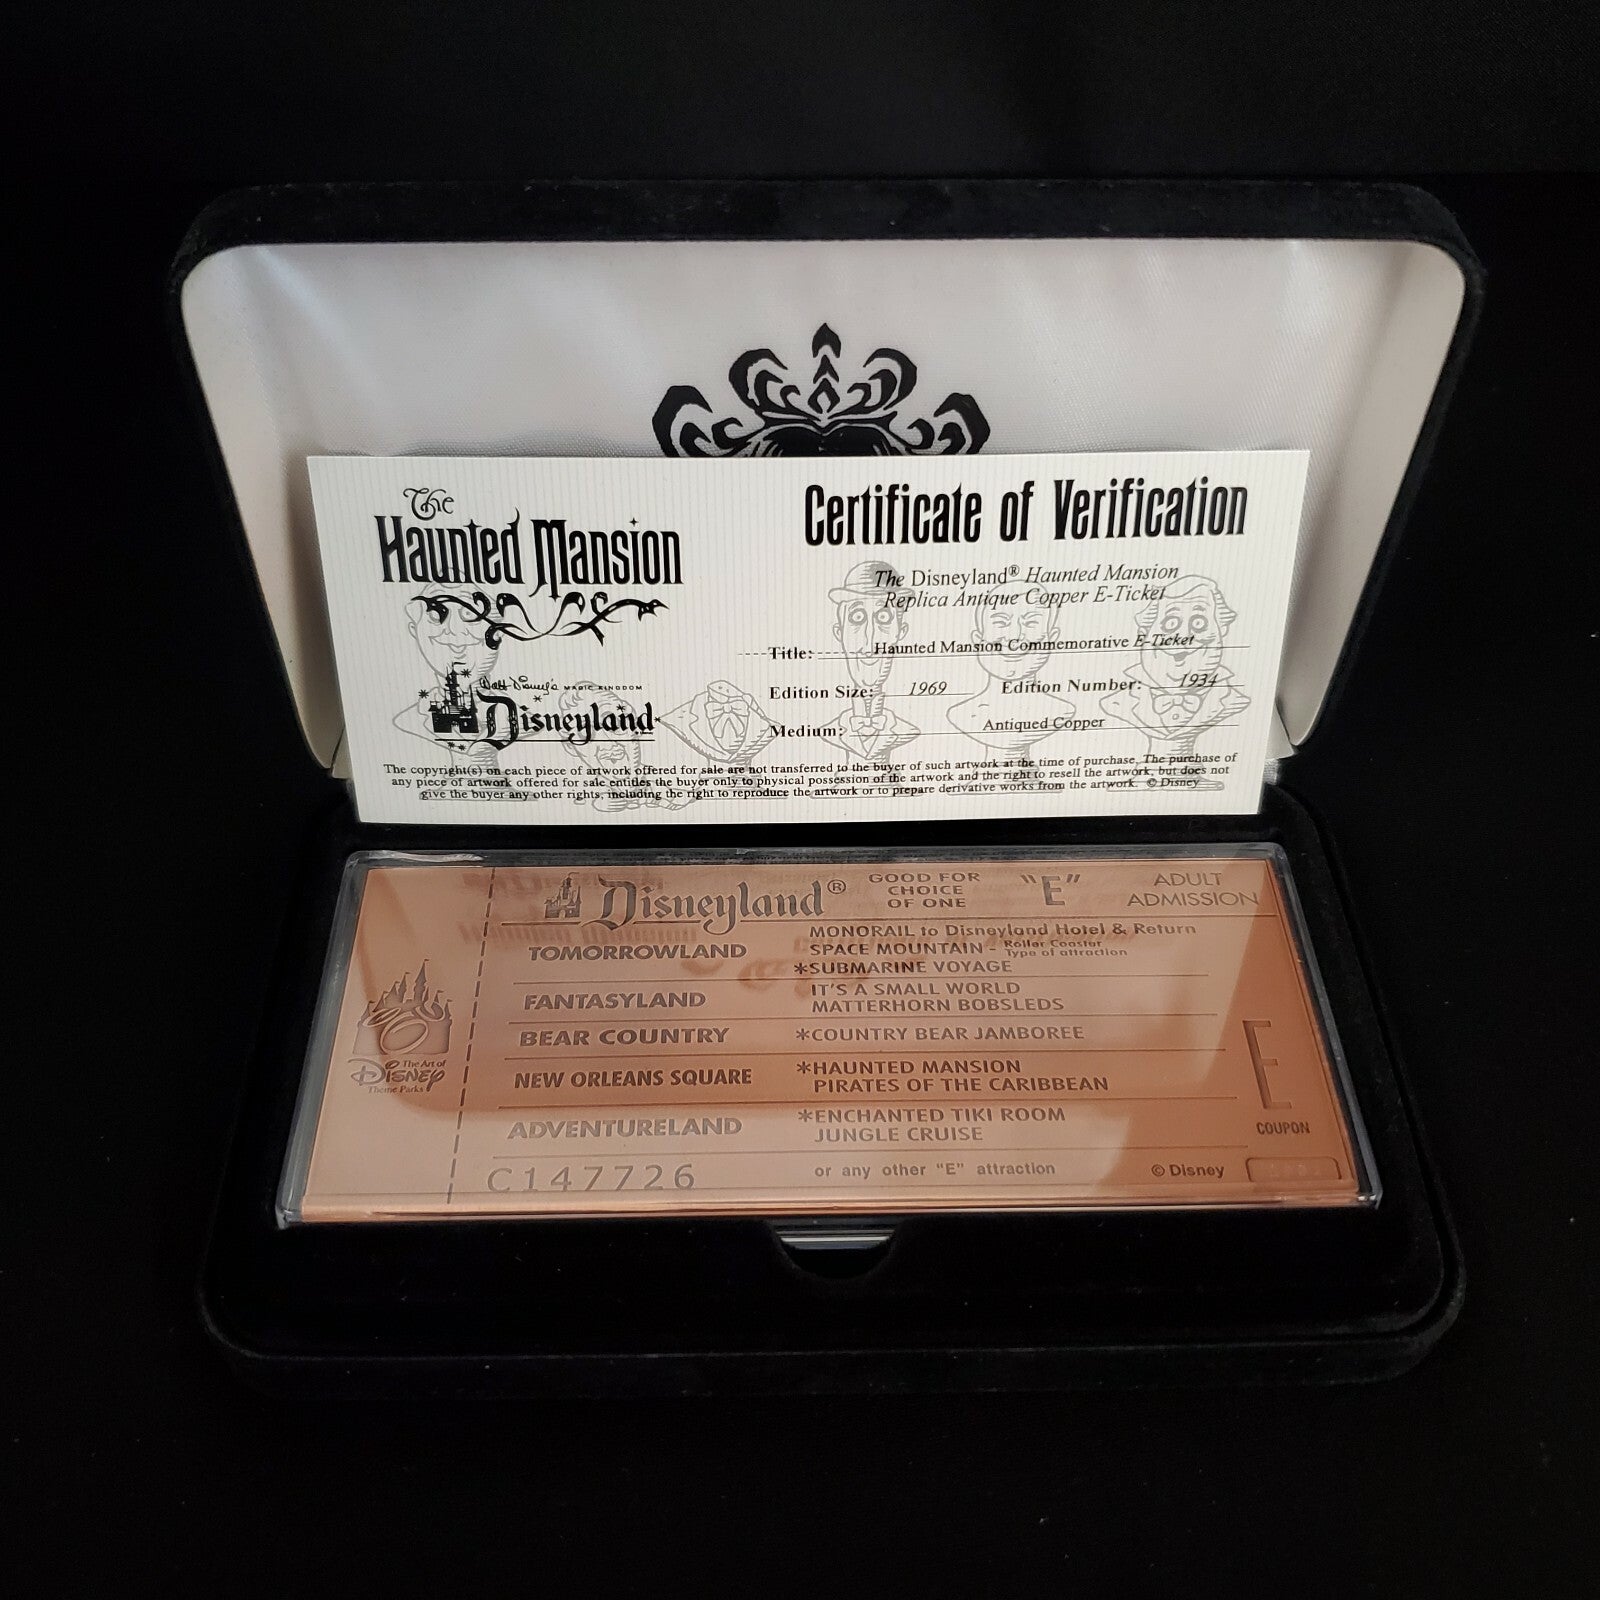 The
Haunted Mansion
Walt Disney's MAGIC KINGDOM
Disneyland
Certificate of Verification
The Disneyland® Haunted Mansion
Replica Antique Copper E-Ticket
Title: Haunted Mansion Commemorative E-Ticket
Edition Size: 1969 Edition Number: 1934
Medium: Antiqued Copper
The copyright(s) on each piece of artwork offered for sale are not transferred to the buyer of such artwork at the time of purchase. The purchase of
any piece of artwork offered for sale entitles the buyer only to physical possession of the artwork and the right to resell the artwork, but does not
give the buyer any other rights, including the right to reproduce the artwork or to prepare derivative works from the artwork. © Disney
Disneyland® GOOD FOR CHOICE OF ONE "E" ADULT ADMISSION
TOMORROWLAND
MONORAIL to Disneyland Hotel & Return
SPACE MOUNTAIN - Roller Coaster Type of attraction
*SUBMARINE VOYAGE
FANTASYLAND
IT'S A SMALL WORLD
MATTERHORN BOBSLEDS
BEAR COUNTRY *COUNTRY BEAR JAMBOREE
NEW ORLEANS SQUARE
*HAUNTED MANSION
PIRATES OF THE CARIBBEAN
ADVENTURELAND
*ENCHANTED TIKI ROOM
JUNGLE CRUISE
C147726 or any other "E" attraction © Disney
The Art of
DISNEY
Theme Parks
E
COUPON